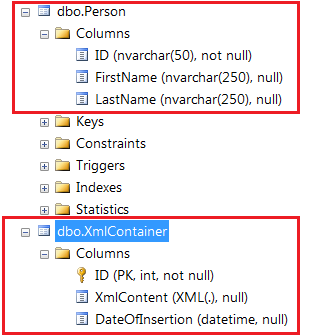 dbo.Person
Columns
ID (nvarchar(50), not null)
FirstName (nvarchar(250), null)
LastName (nvarchar(250), null)
Keys
Constraints
Triggers
Indexes
Statistics
dbo.XmlContainer
Columns
ID (PK, int, not null)
XmlContent (XML(.), null)
DateOfInsertion (datetime, null)